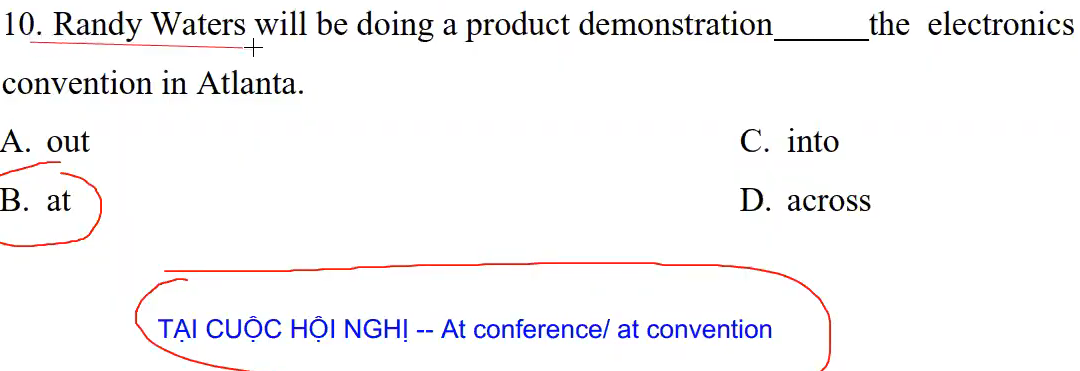 10. Randy Waters will be doing a product demonstration______the electronics
convention in Atlanta.
A. out
C. into
B. at
D. across
TẠI CUỘC HỘI NGHỊ -- At conference/ at convention